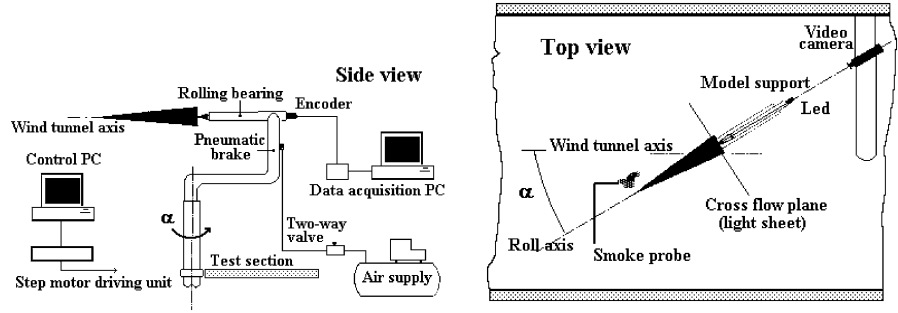 Side view
Rolling bearing
Encoder
Wind tunnel axis
Pneumatic
brake
Control PC
Data acquisition PC
α
Two-way
valve
Test section
Air supply
Step motor driving unit
Top view
Video
camera
Model support
Led
Wind tunnel axis
α
Cross flow plane
(light sheet)
Roll axis
Smoke probe